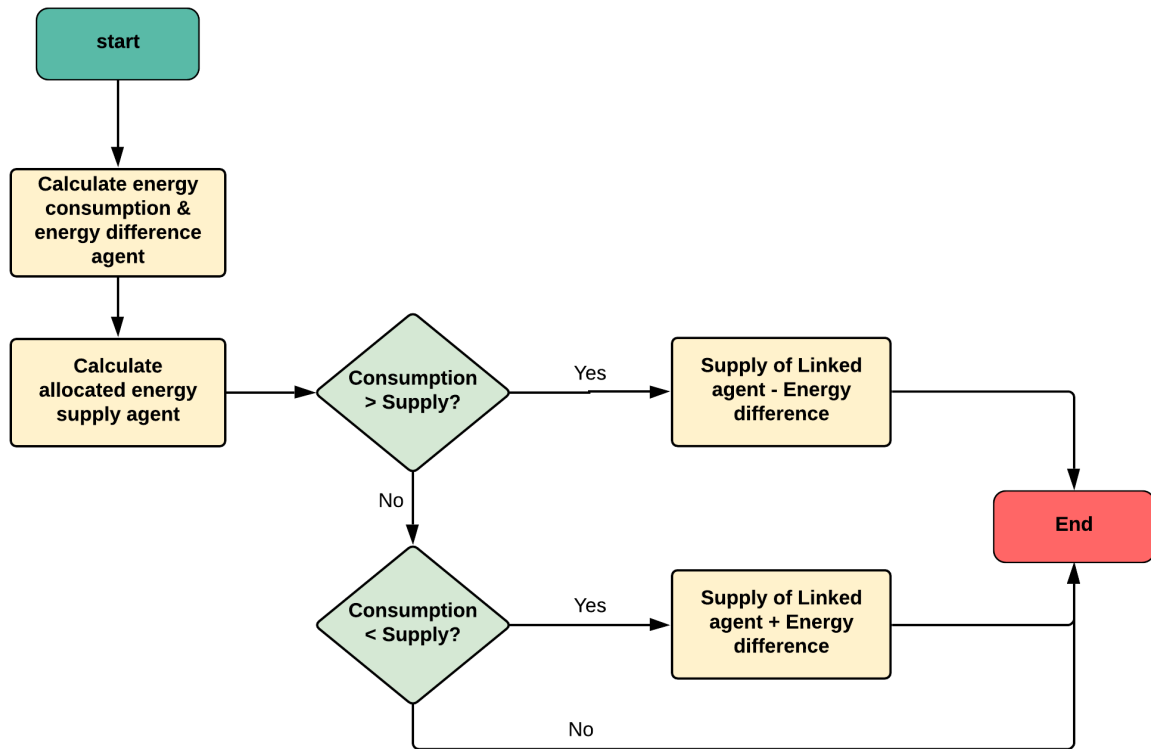 start
Calculate energy
consumption &
energy difference
agent
Calculate
allocated energy
supply agent
Consumption
> Supply?
Yes
Supply of Linked
agent - Energy
difference
No
End
Consumption
< Supply?
Yes
Supply of Linked
agent + Energy
difference
No